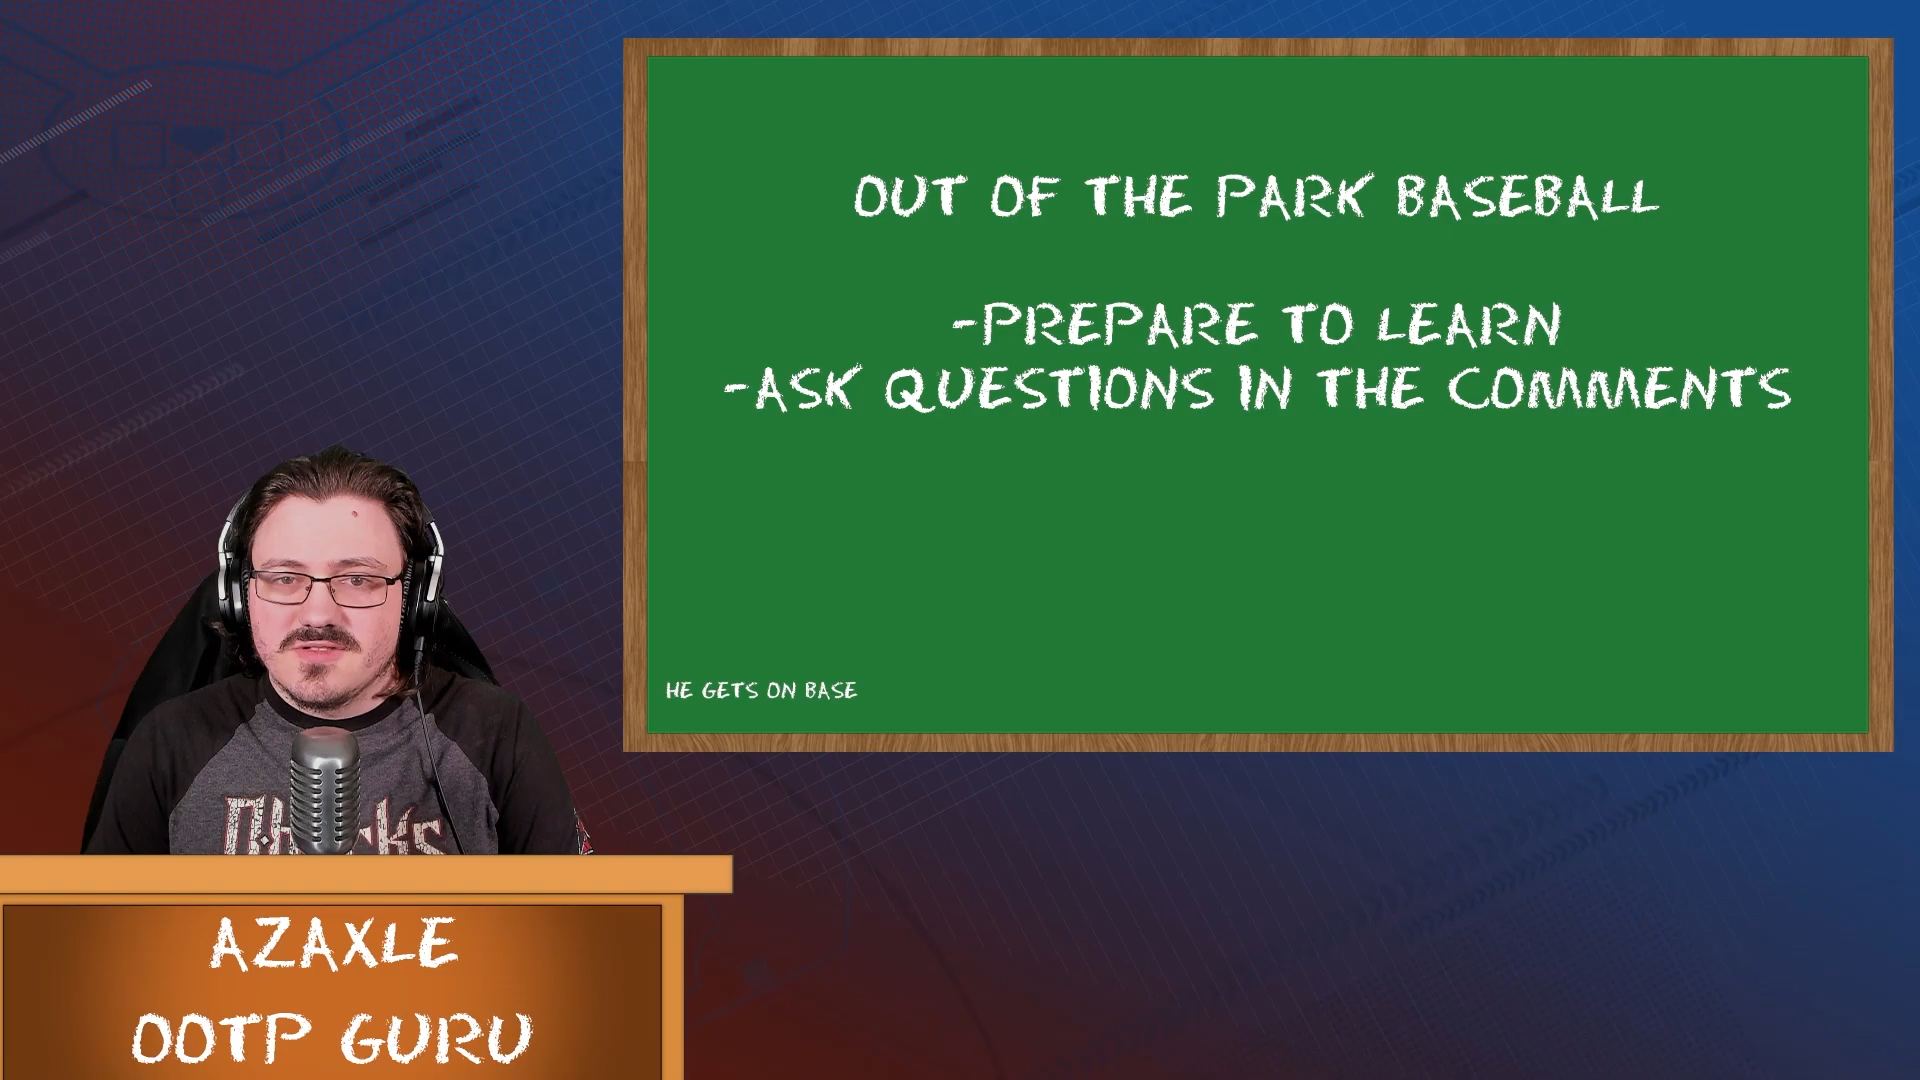 OUT OF THE PARK BASEBALL
-PREPARE TO LEARN
-ASK QUESTIONS IN THE COMMENTS
HE GETS ON BASE
AZAXLE
OOTP GURU